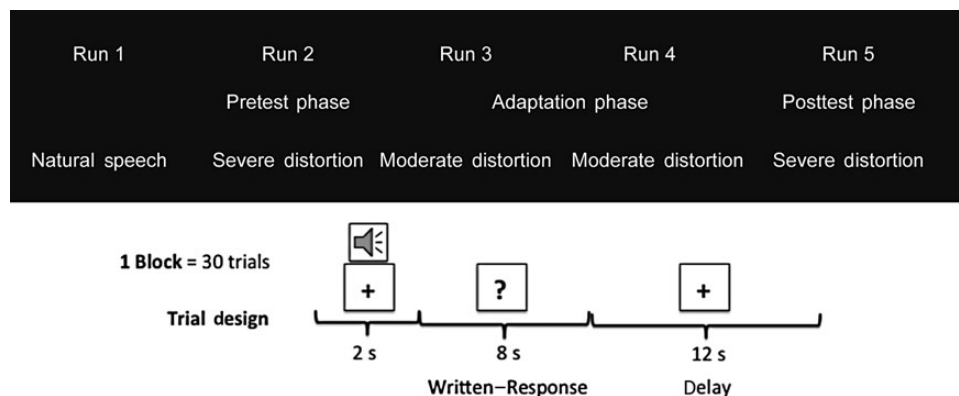 Run 1 Run 2 Run 3 Run 4 Run 5
Pretest phase Adaptation phase Posttest phase
Natural speech Severe distortion Moderate distortion Moderate distortion Severe distortion
1 Block = 30 trials
+ ? +
Trial design
2 s 8 s 12 s
Written–Response Delay